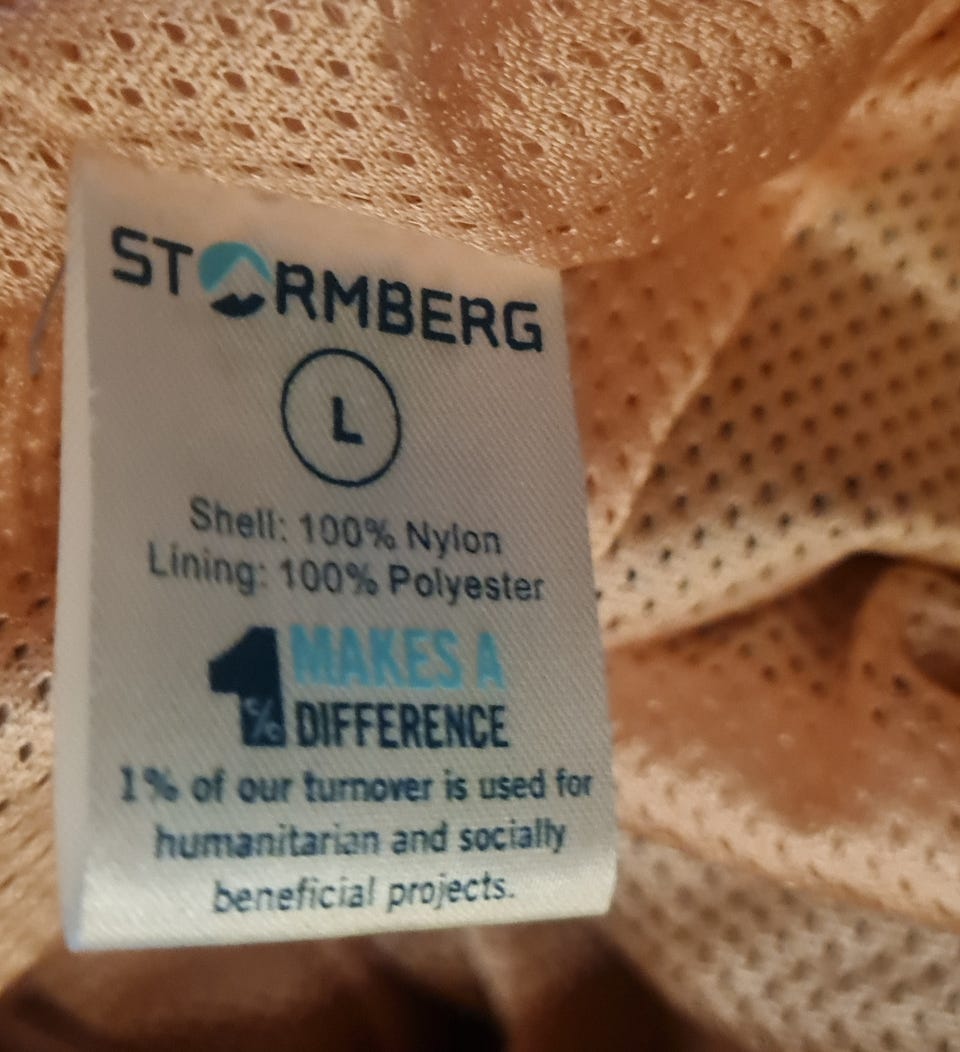 STORMBERG
L
Shell: 100% Nylon
Lining: 100% Polyester
1% MAKES A
DIFFERENCE
1% of our turnover is used for
humanitarian and socially
beneficial projects.